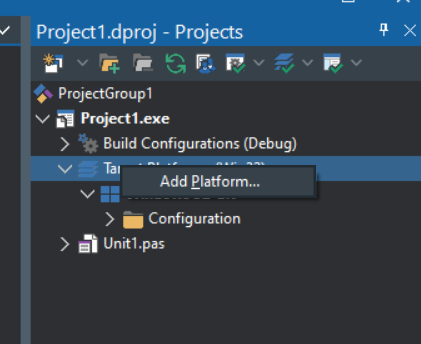 Project1.dproj - Projects
ProjectGroup1
Project1.exe
Build Configurations (Debug)
Add Platform...
Configuration
Unit1.pas